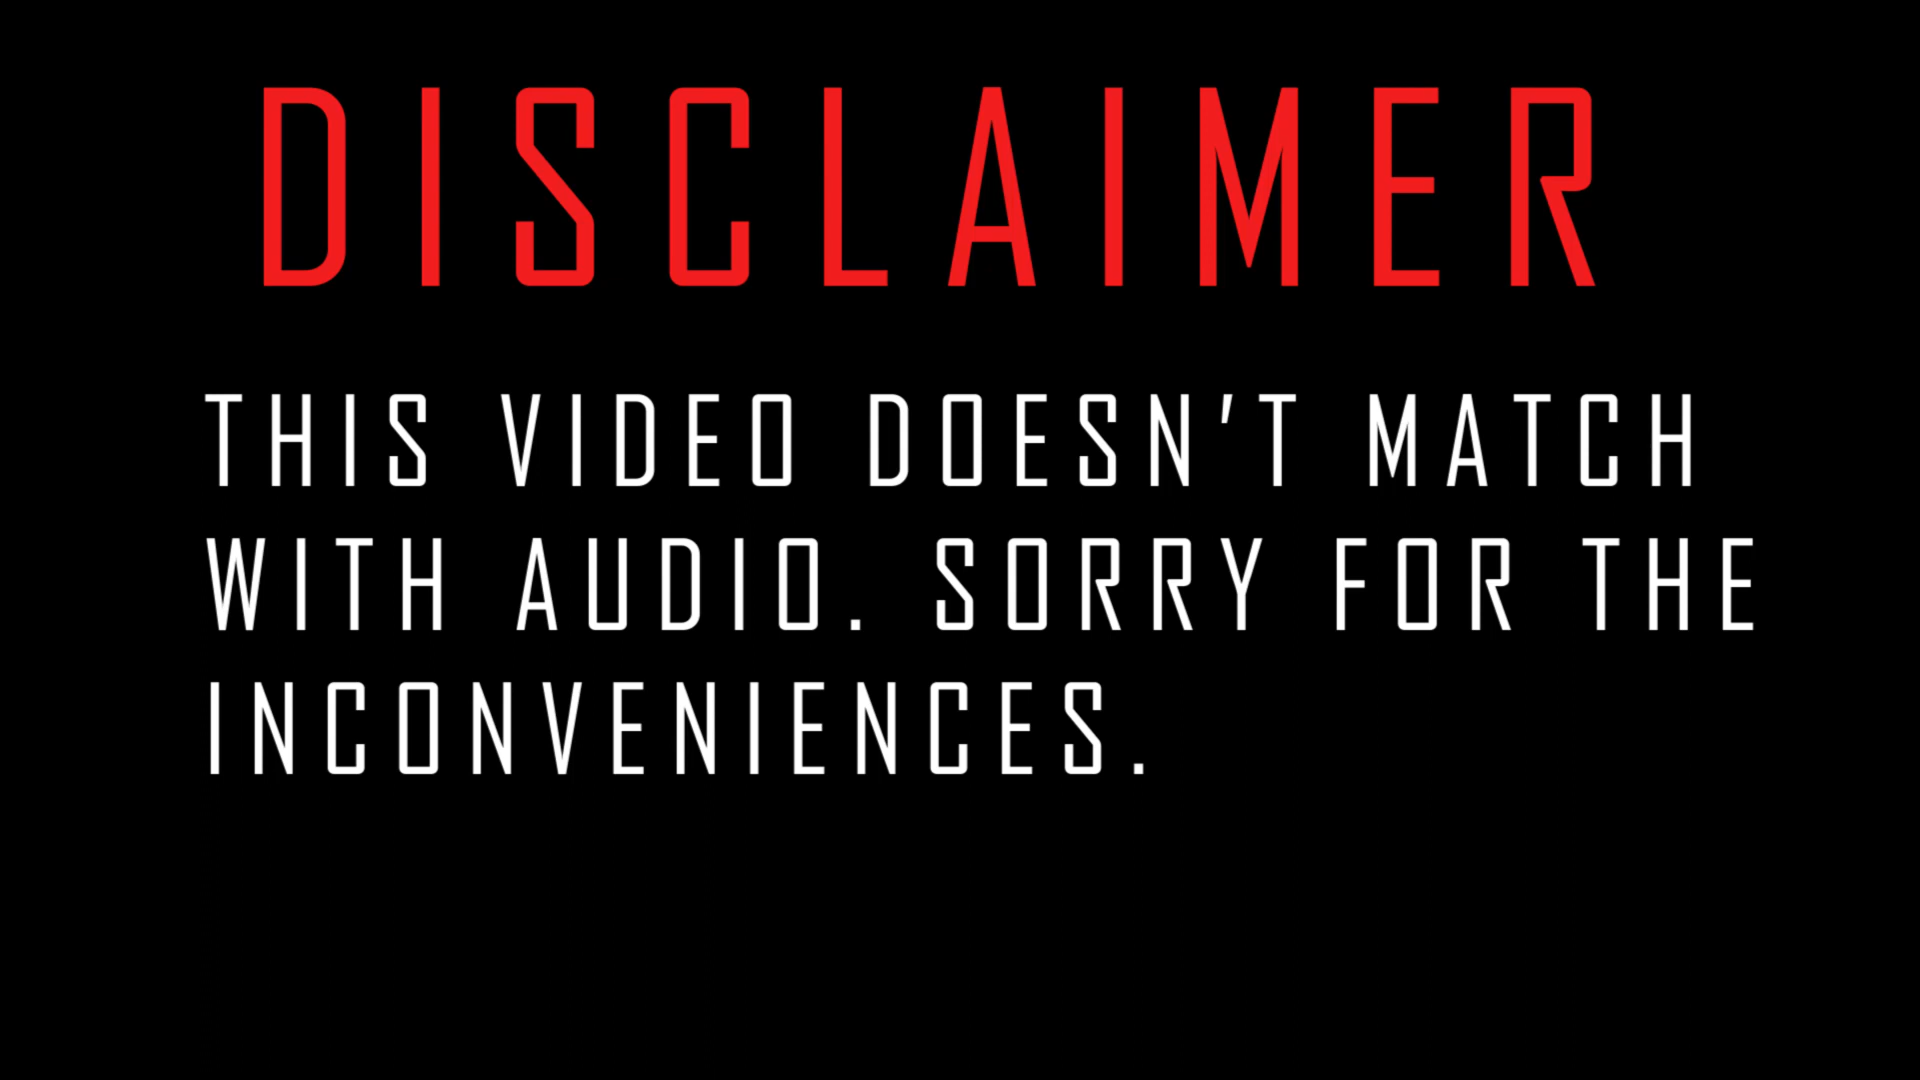 DISCLAIMER
THIS VIDEO DOESN'T MATCH
WITH AUDIO. SORRY FOR THE
INCONVENIENCES.